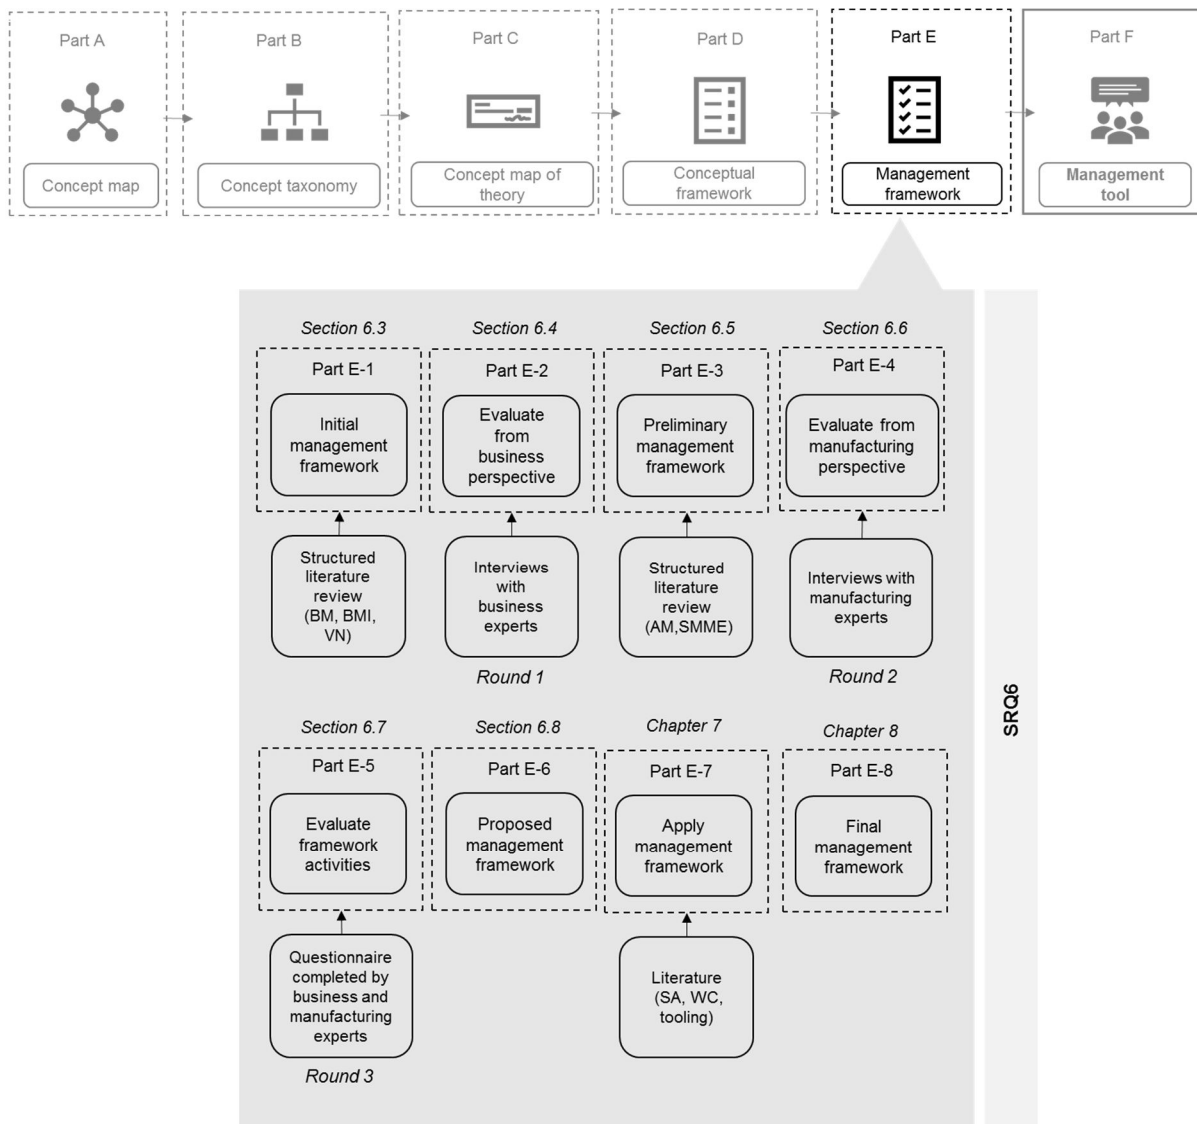 Part A
Part B
Part C
Part D
Part E
Part F
Concept map
Concept taxonomy
Concept map of
theory
Conceptual
framework
Management
framework
Management
tool
Section 6.3
Section 6.4
Section 6.5
Section 6.6
Part E-1
Initial
management
framework
Part E-2
Evaluate
from
business
perspective
Part E-3
Preliminary
management
framework
Part E-4
Evaluate from
manufacturing
perspective
Structured
literature
review
(BM, BMI,
VN)
Interviews
with
business
experts
Structured
literature
review
(AM,SMME)
Interviews with
manufacturing
experts
Round 1
Round 2
SRQ6
Section 6.7
Section 6.8
Chapter 7
Chapter 8
Part E-5
Evaluate
framework
activities
Part E-6
Proposed
management
framework
Part E-7
Apply
management
framework
Part E-8
Final
management
framework
Questionnaire
completed by
business and
manufacturing
experts
Literature
(SA, WC,
tooling)
Round 3